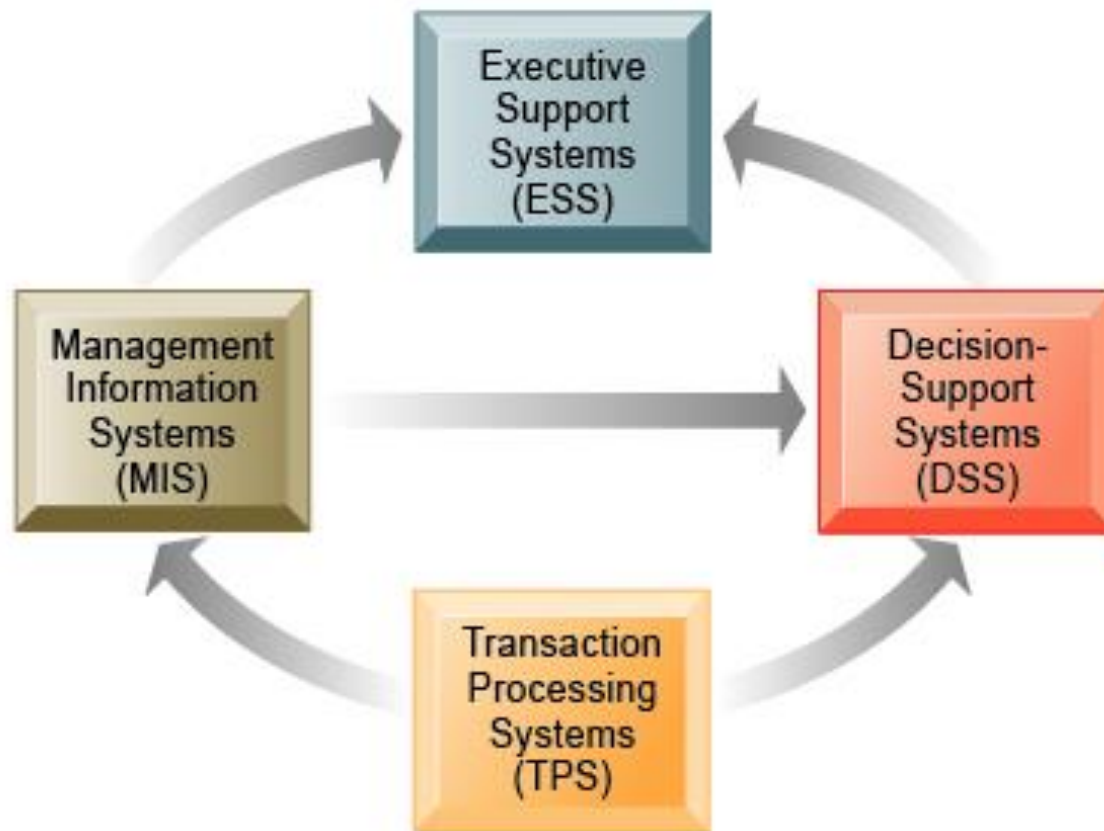 Executive
Support
Systems
(ESS)
Management
Information
Systems
(MIS)
Decision-
Support
Systems
(DSS)
Transaction
Processing
Systems
(TPS)